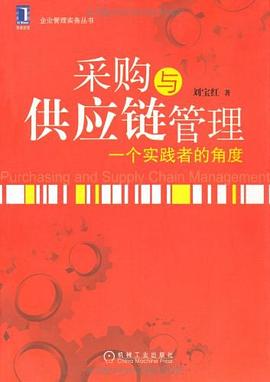 企业管理实务丛书
采购与
供应链管理
刘宝红 著
一个实践者的角度
Purchasing and Supply Chain Management
机械工业出版社
CHINA MACHINE PRESS